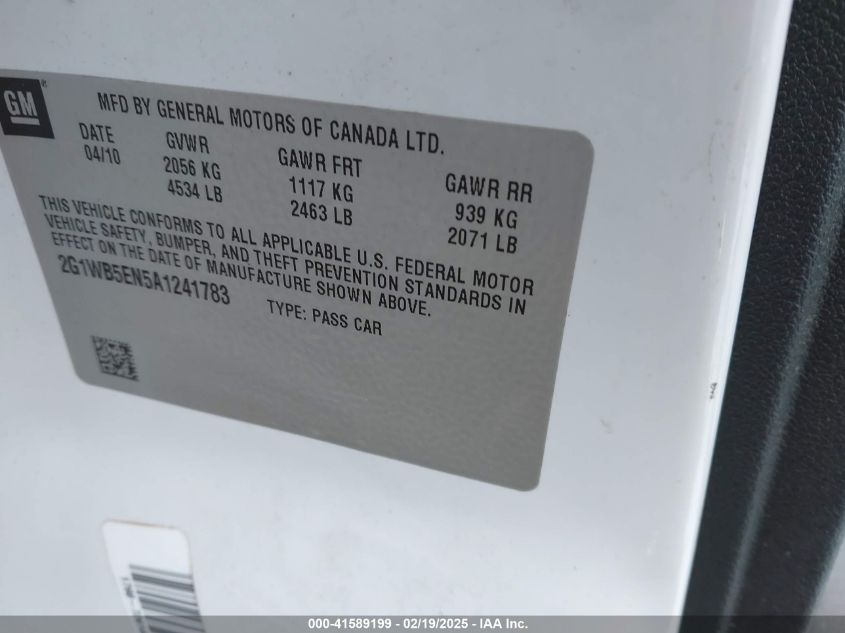 GM
MFD BY GENERAL MOTORS OF CANADA LTD.
DATE GVWR GAWR FRT GAWR RR
04/10 2056 KG 1117 KG 939 KG
4534 LB 2463 LB 2071 LB
THIS VEHICLE CONFORMS TO ALL APPLICABLE U.S. FEDERAL MOTOR
VEHICLE SAFETY, BUMPER, AND THEFT PREVENTION STANDARDS IN
EFFECT ON THE DATE OF MANUFACTURE SHOWN ABOVE.
2G1WB5EN5A1241783 TYPE: PASS CAR
000-41589199 - 02/19/2025 - IAA Inc.